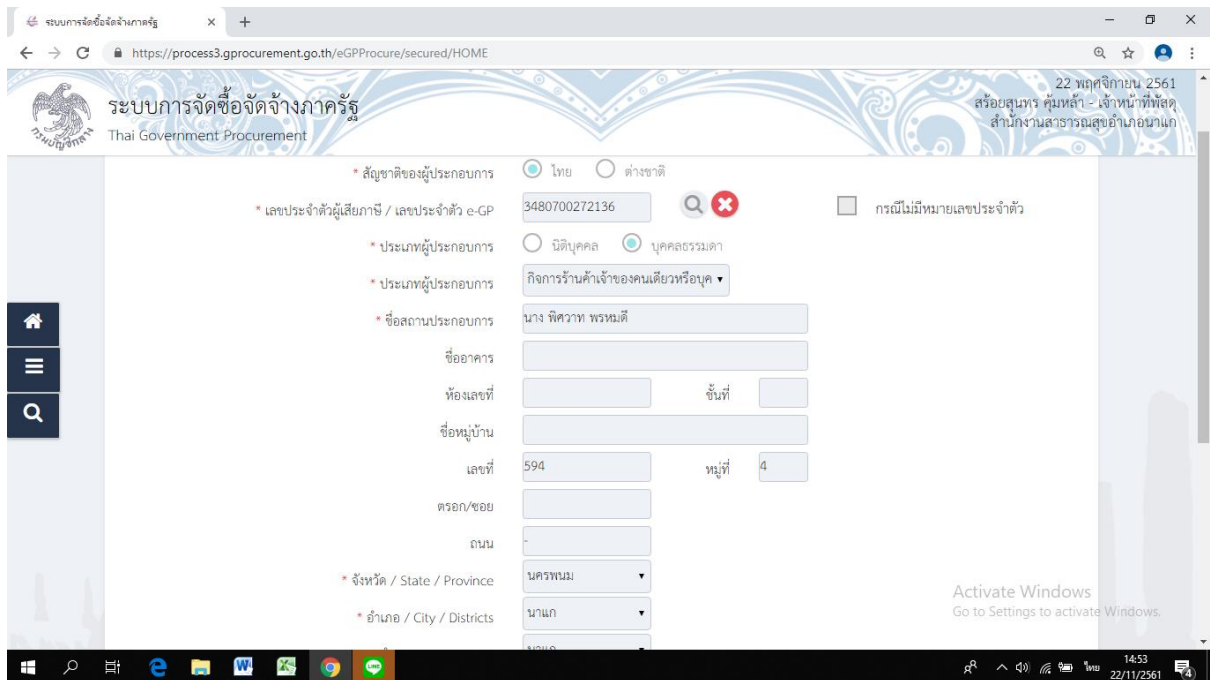 ระบบการจัดซื้อจัดจ้างภาครัฐ
https://process3.gprocurement.go.th/eGPProcure/secured/HOME
ระบบการจัดซื้อจัดจ้างภาครัฐ
Thai Government Procurement
กรมบัญชีกลาง
22 พฤศจิกายน 2561
สร้อยสุนทร คุ้มหล้า - เจ้าหน้าที่พัสดุ
สำนักงานสาธารณสุขอำเภอนาแก
* สัญชาติของผู้ประกอบการ ไทย ต่างชาติ
* เลขประจำตัวผู้เสียภาษี / เลขประจำตัว e-GP 3480700272136 กรณีไม่มีหมายเลขประจำตัว
* ประเภทผู้ประกอบการ นิติบุคคล บุคคลธรรมดา
* ประเภทผู้ประกอบการ กิจการร้านค้าเจ้าของคนเดียวหรือบุค
* ชื่อสถานประกอบการ นาง พิศวาท พรหมดี
ชื่ออาคาร
ห้องเลขที่ ชั้นที่
ชื่อหมู่บ้าน
เลขที่ 594 หมู่ที่ 4
ตรอก/ซอย
ถนน -
* จังหวัด / State / Province นครพนม
* อำเภอ / City / Districts นาแก
Activate Windows
Go to Settings to activate Windows.
ไทย
14:53
22/11/2561
4